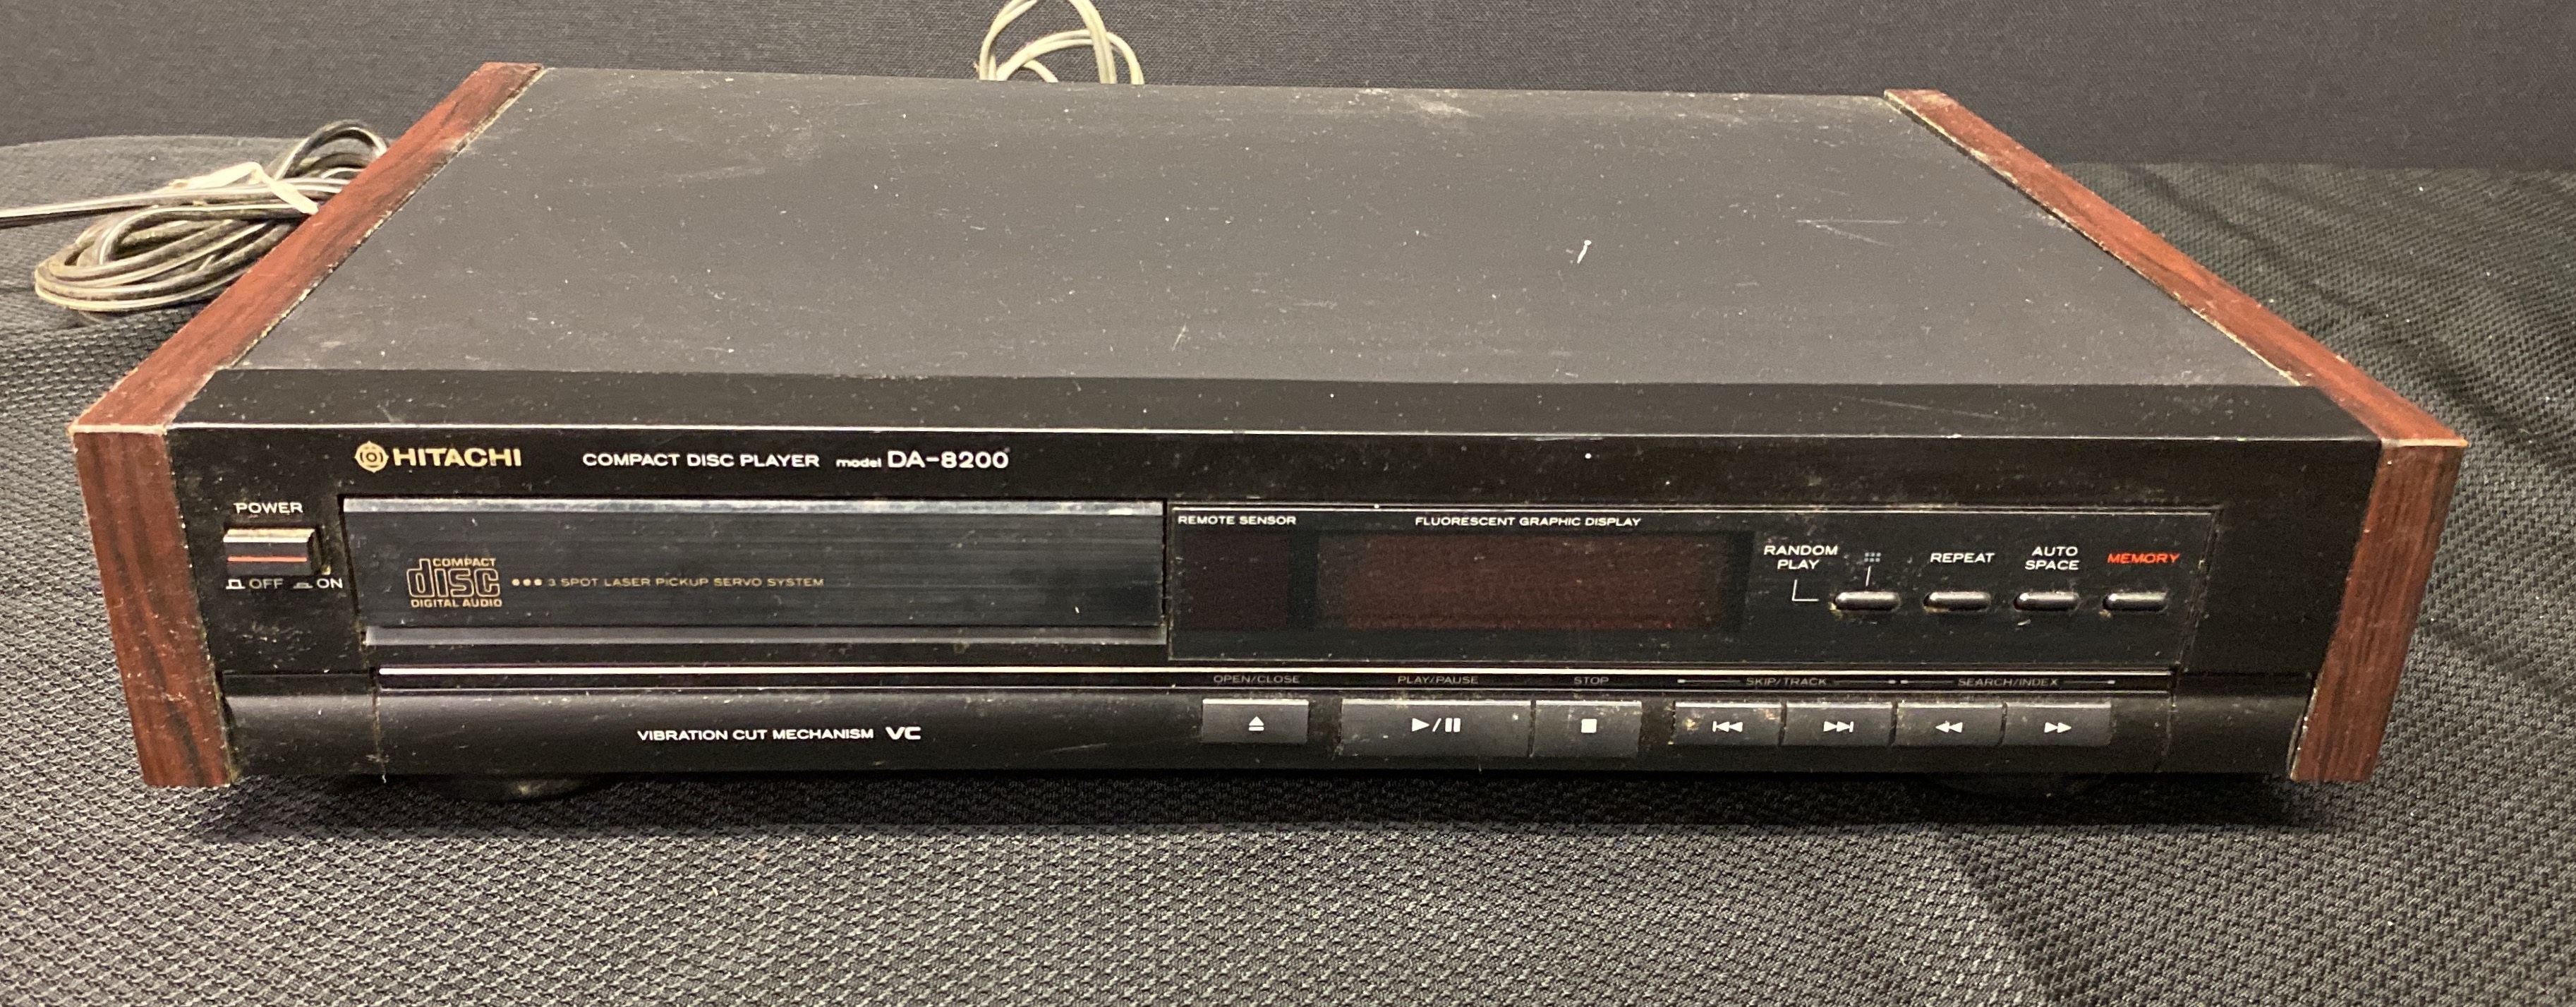 HITACHI COMPACT DISC PLAYER model DA-8200
POWER
OFF ON
COMPACT
disc
DIGITAL AUDIO
3 SPOT LASER PICKUP SERVO SYSTEM
REMOTE SENSOR
FLUORESCENT GRAPHIC DISPLAY
RANDOM
PLAY
REPEAT
AUTO
SPACE
MEMORY
OPEN/CLOSE PLAY/PAUSE STOP SKIP/TRACK SEARCH/INDEX
VIBRATION CUT MECHANISM VC